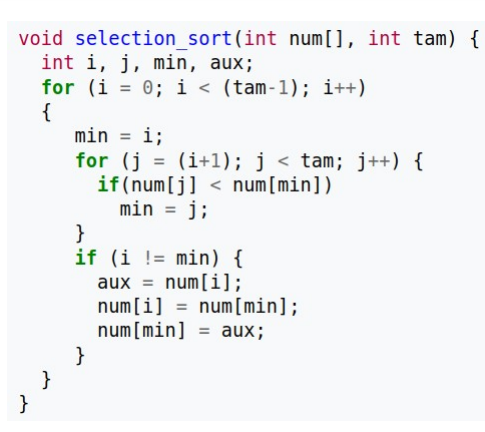 void selection_sort(int num[], int tam) {
  int i, j, min, aux;
  for (i = 0; i < (tam-1); i++)
  {
     min = i;
     for (j = (i+1); j < tam; j++) {
       if(num[j] < num[min])
         min = j;
     }
     if (i != min) {
       aux = num[i];
       num[i] = num[min];
       num[min] = aux;
     }
  }
}